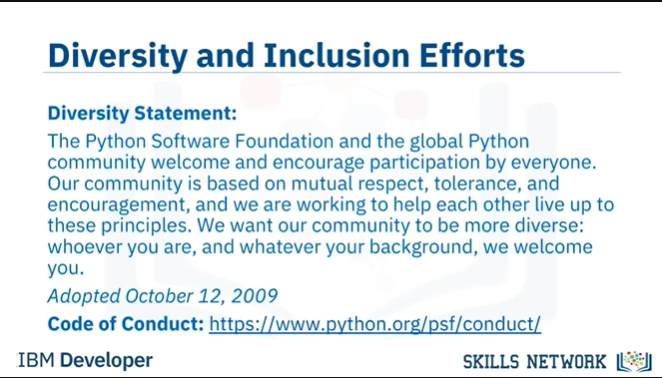 Diversity and Inclusion Efforts
Diversity Statement:
The Python Software Foundation and the global Python
community welcome and encourage participation by everyone.
Our community is based on mutual respect, tolerance, and
encouragement, and we are working to help each other live up to
these principles. We want our community to be more diverse:
whoever you are, and whatever your background, we welcome
you.
Adopted October 12, 2009
Code of Conduct: https://www.python.org/psf/conduct/
IBM Developer
SKILLS NETWORK